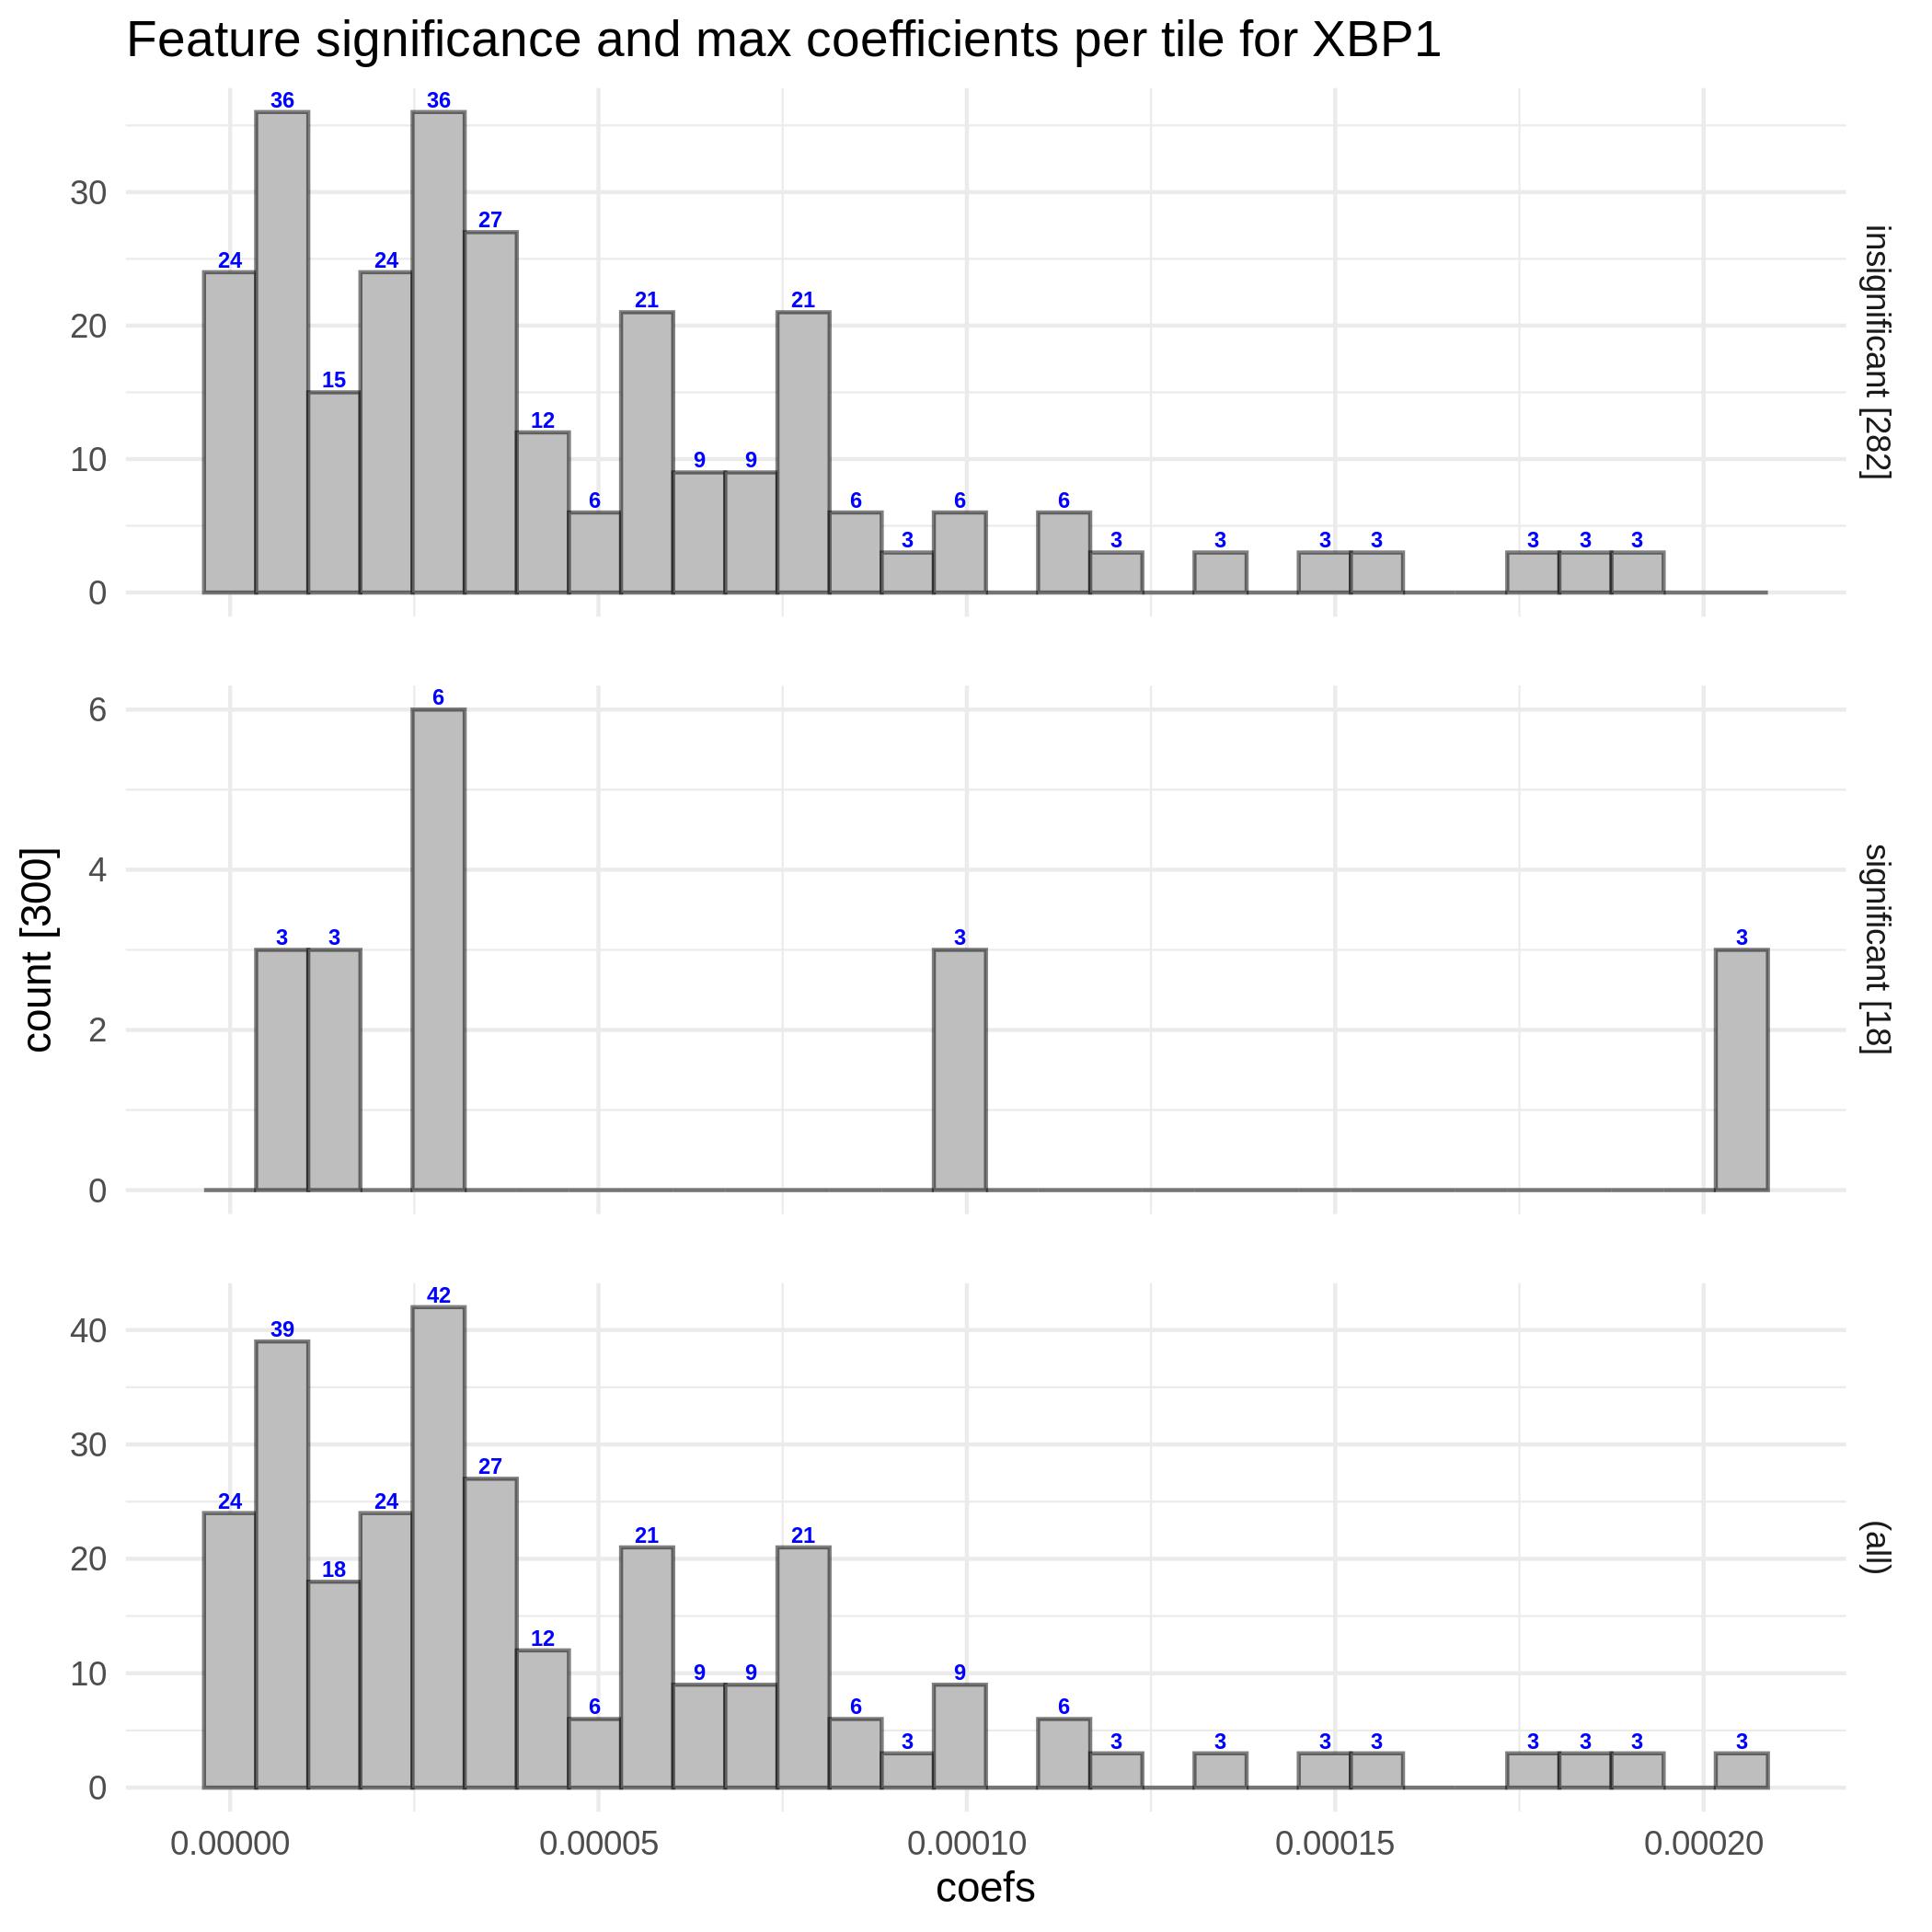 Feature significance and max coefficients per tile for XBP1
36 36
30
27
24 24
21 21
20
15
12
10
9 9
6 6 6 6
3 3 3 3 3 3 3 3
0
insignificant [282]
6
6
4
3 3 3 3
2
0
significant [18]
count [300]
42
40
39
30
27
24 24
21 21
20
18
12
10
9 9 9
6 6 6
3 3 3 3 3 3 3 3 3
0
(all)
0.00000 0.00005 0.00010 0.00015 0.00020
coefs